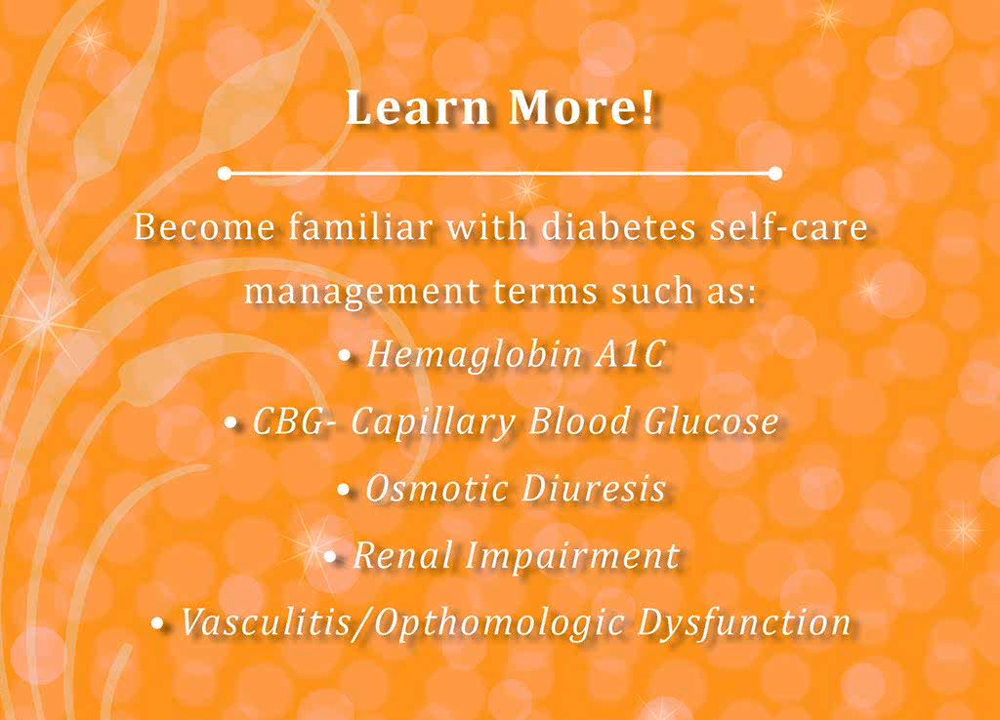 Learn More!
Become familiar with diabetes self-care
management terms such as:
• Hemaglobin A1C
• CBG- Capillary Blood Glucose
• Osmotic Diuresis
• Renal Impairment
• Vasculitis/Opthomologic Dysfunction